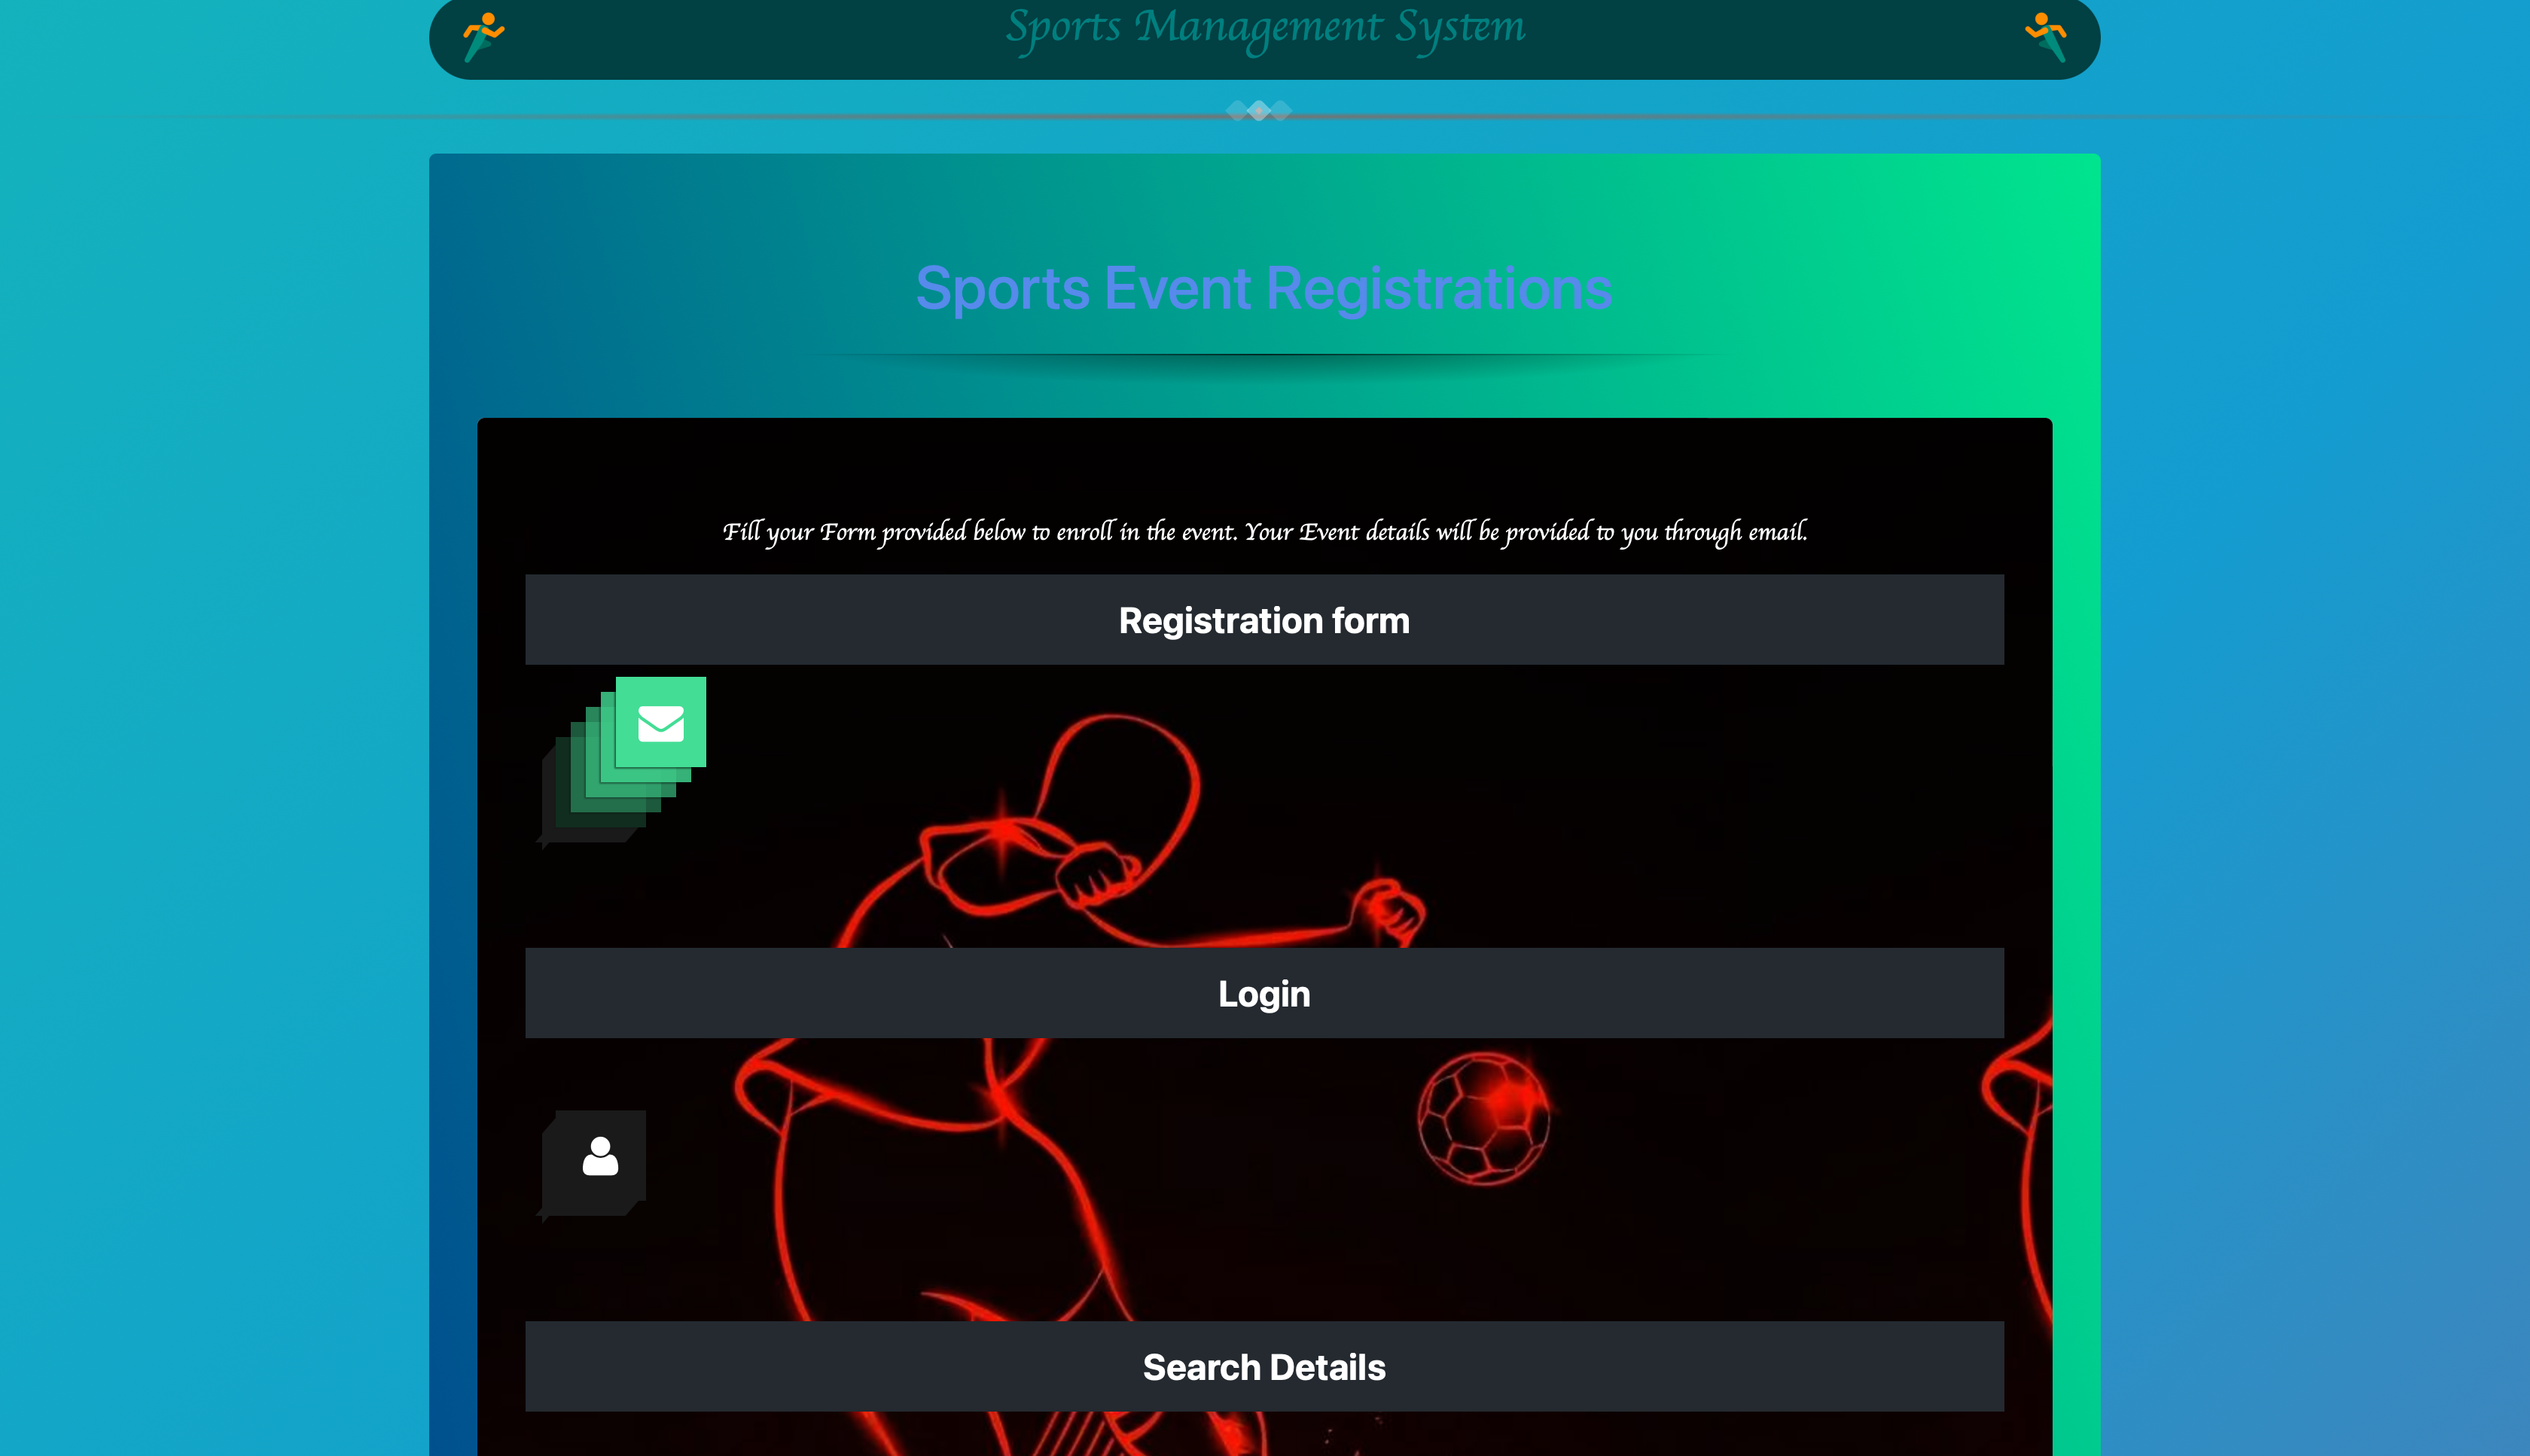 Sports Management System
Sports Event Registrations
Fill your Form provided below to enroll in the event. Your Event details will be provided to you through email.
Registration form
Login
Search Details